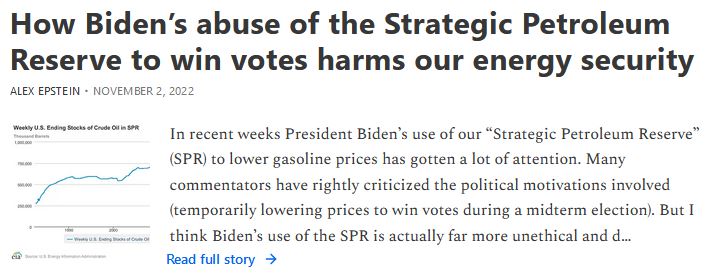 How Biden’s abuse of the Strategic Petroleum
Reserve to win votes harms our energy security
ALEX EPSTEIN • NOVEMBER 2, 2022
Weekly U.S. Ending Stocks of Crude Oil in SPR
Thousand Barrels
1,000,000
750,000
500,000
250,000
0
1990
2000
Weekly U.S. Ending Stocks of Crude Oil
eia Source: U.S. Energy Information Administration
In recent weeks President Biden’s use of our “Strategic Petroleum Reserve”
(SPR) to lower gasoline prices has gotten a lot of attention. Many
commentators have rightly criticized the political motivations involved
(temporarily lowering prices to win votes during a midterm election). But I
think Biden’s use of the SPR is actually far more unethical and d...
Read full story →